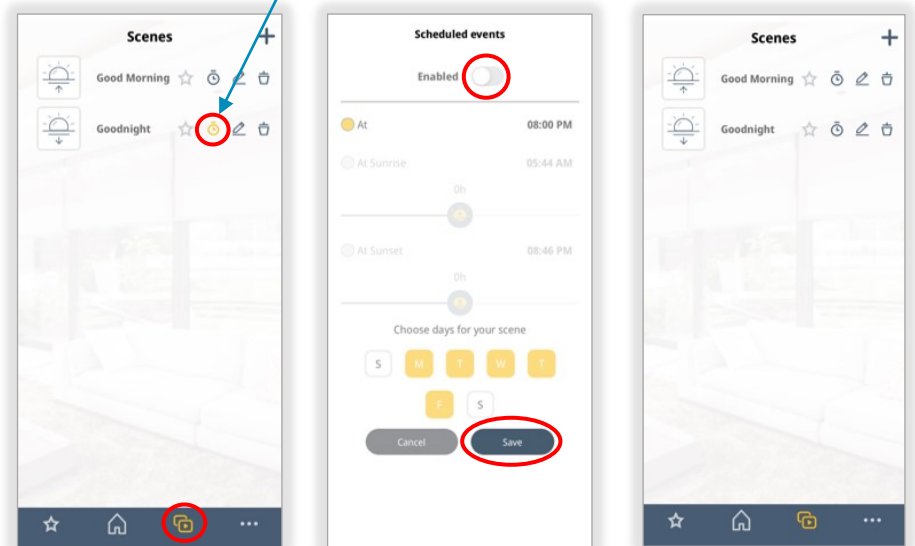 Scenes
Good Morning
Goodnight
Scheduled events
Enabled
At 08:00 PM
At Sunrise 05:44 AM
0h
At Sunset 08:46 PM
0h
Choose days for your scene
S M T W T
F S
Cancel Save
Scenes
Good Morning
Goodnight